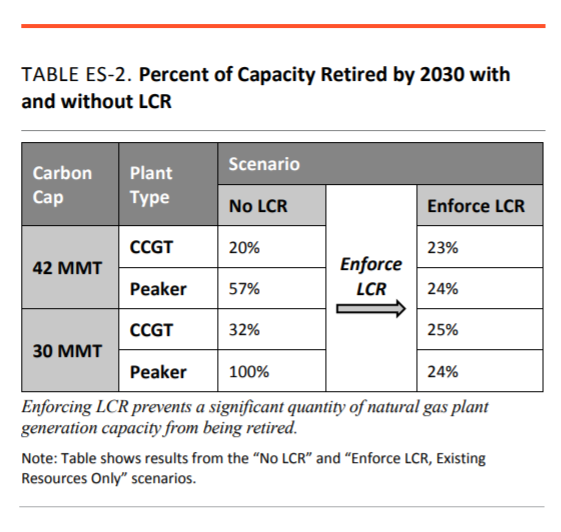 TABLE ES-2. Percent of Capacity Retired by 2030 with
and without LCR
Carbon Cap Plant Type Scenario
No LCR Enforce LCR
42 MMT CCGT 20% Enforce LCR 23%
Peaker 57% 24%
30 MMT CCGT 32% 25%
Peaker 100% 24%
Enforcing LCR prevents a significant quantity of natural gas plant
generation capacity from being retired.
Note: Table shows results from the “No LCR” and “Enforce LCR, Existing
Resources Only” scenarios.